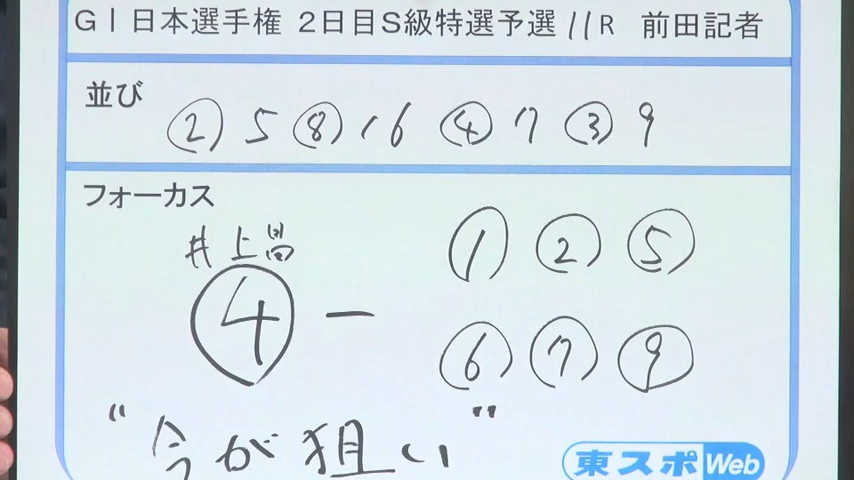 GⅠ日本選手権 2日目S級特選予選 11R 前田記者
並び
② 5 ⑧ 1 6 ④ 7 ③ 9
フォーカス
井上昌
④ー
① ② ⑤
⑥ ⑦ ⑨
"今が狙い"
東スポWeb